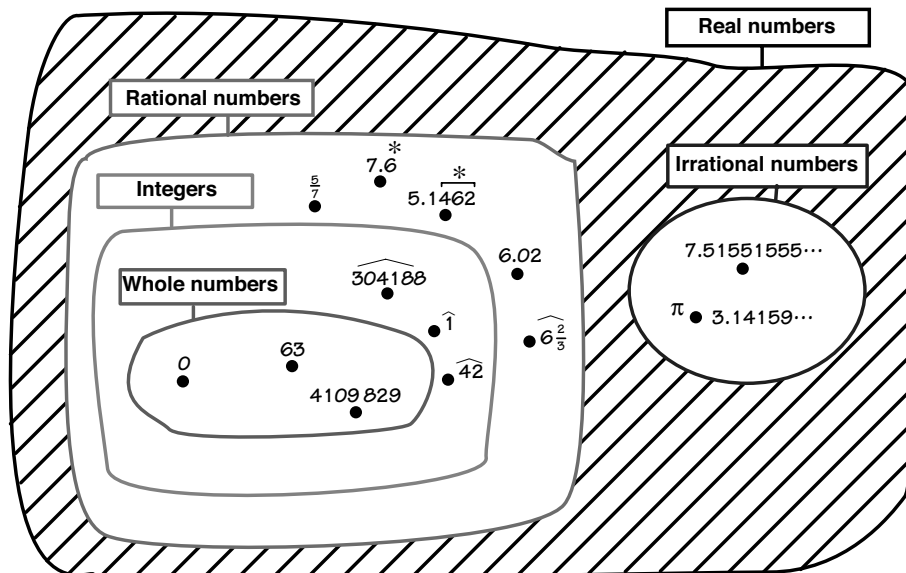 Real numbers
Rational numbers
Irrational numbers
Integers
Whole numbers
*
7.6
5/7
*
5.1462
6.02
7.51551555⋯
^304188
^1
^6 2/3
π 3.14159⋯
0
63
^42
4109 829